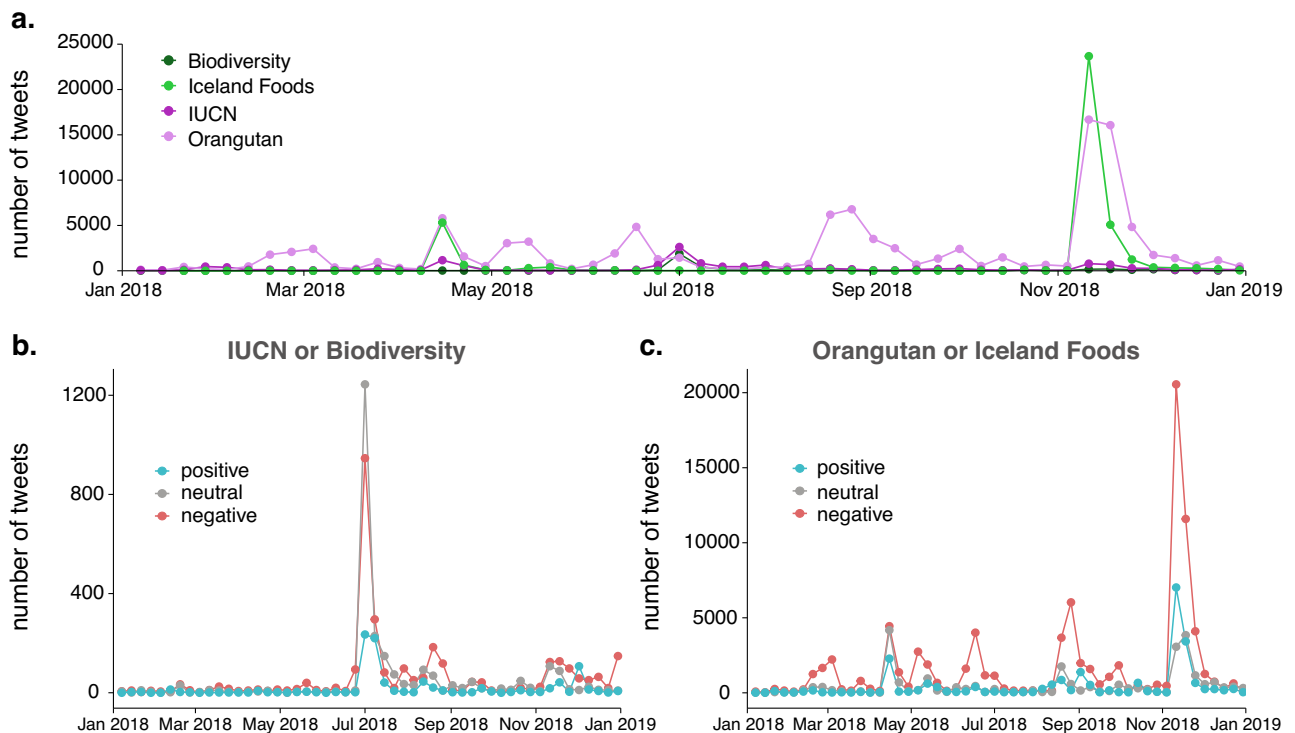 a.
number of tweets
25000
20000
15000
10000
5000
0
Biodiversity
Iceland Foods
IUCN
Orangutan
Jan 2018 Mar 2018 May 2018 Jul 2018 Sep 2018 Nov 2018 Jan 2019
b.
IUCN or Biodiversity
number of tweets
1200
800
400
0
positive
neutral
negative
Jan 2018 Mar 2018 May 2018 Jul 2018 Sep 2018 Nov 2018 Jan 2019
c.
Orangutan or Iceland Foods
number of tweets
20000
15000
10000
5000
0
positive
neutral
negative
Jan 2018 Mar 2018 May 2018 Jul 2018 Sep 2018 Nov 2018 Jan 2019